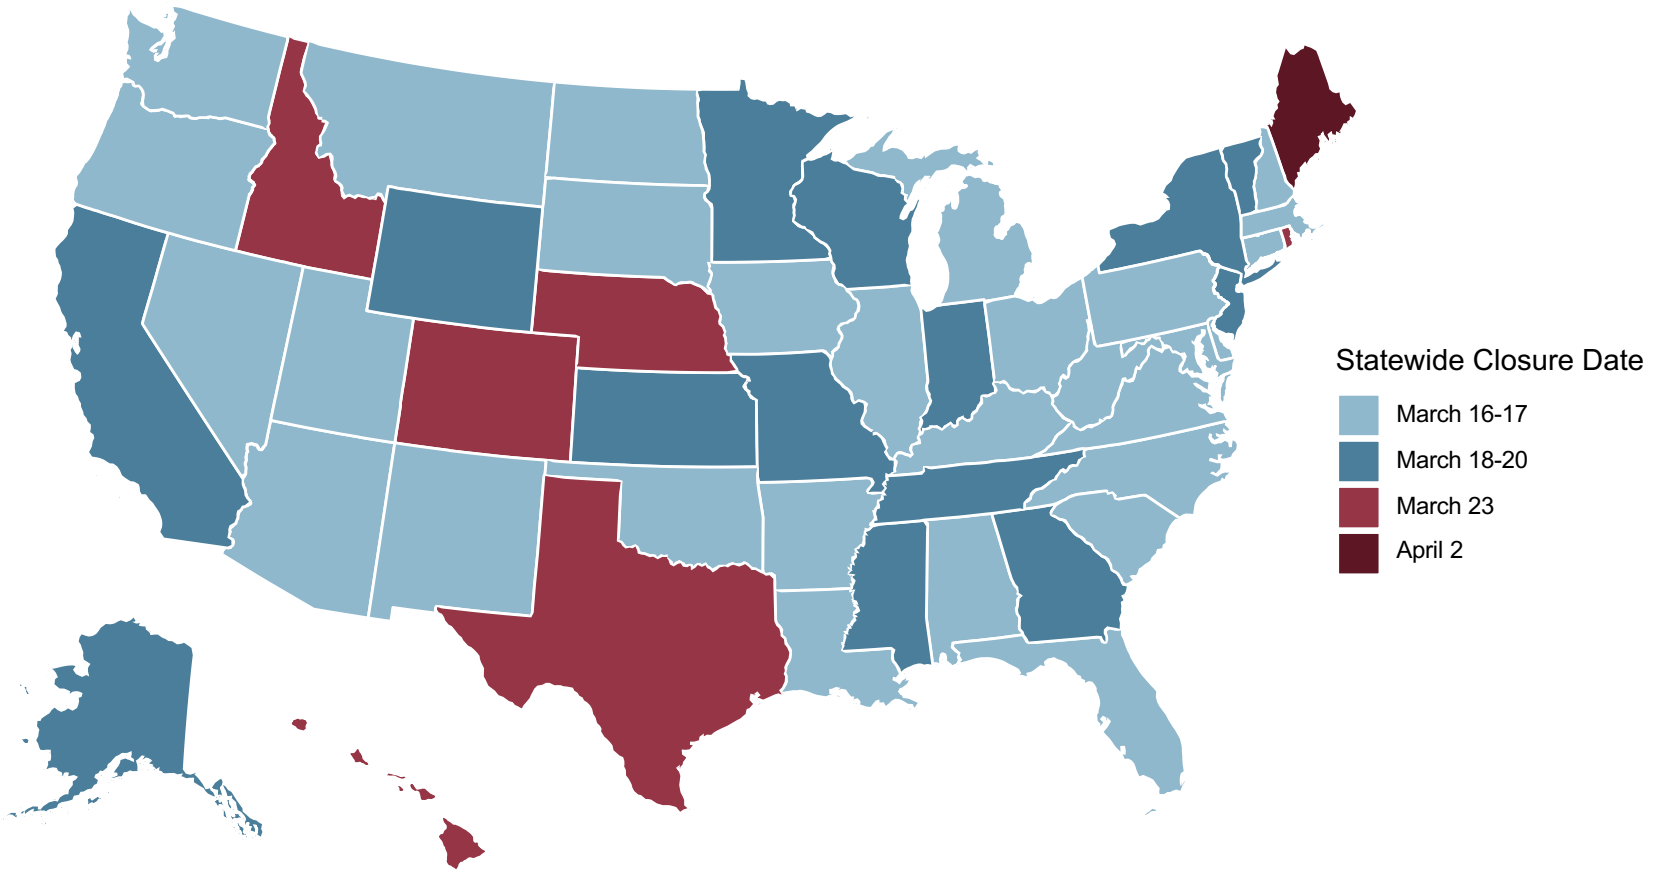 Statewide Closure Date
March 16-17
March 18-20
March 23
April 2